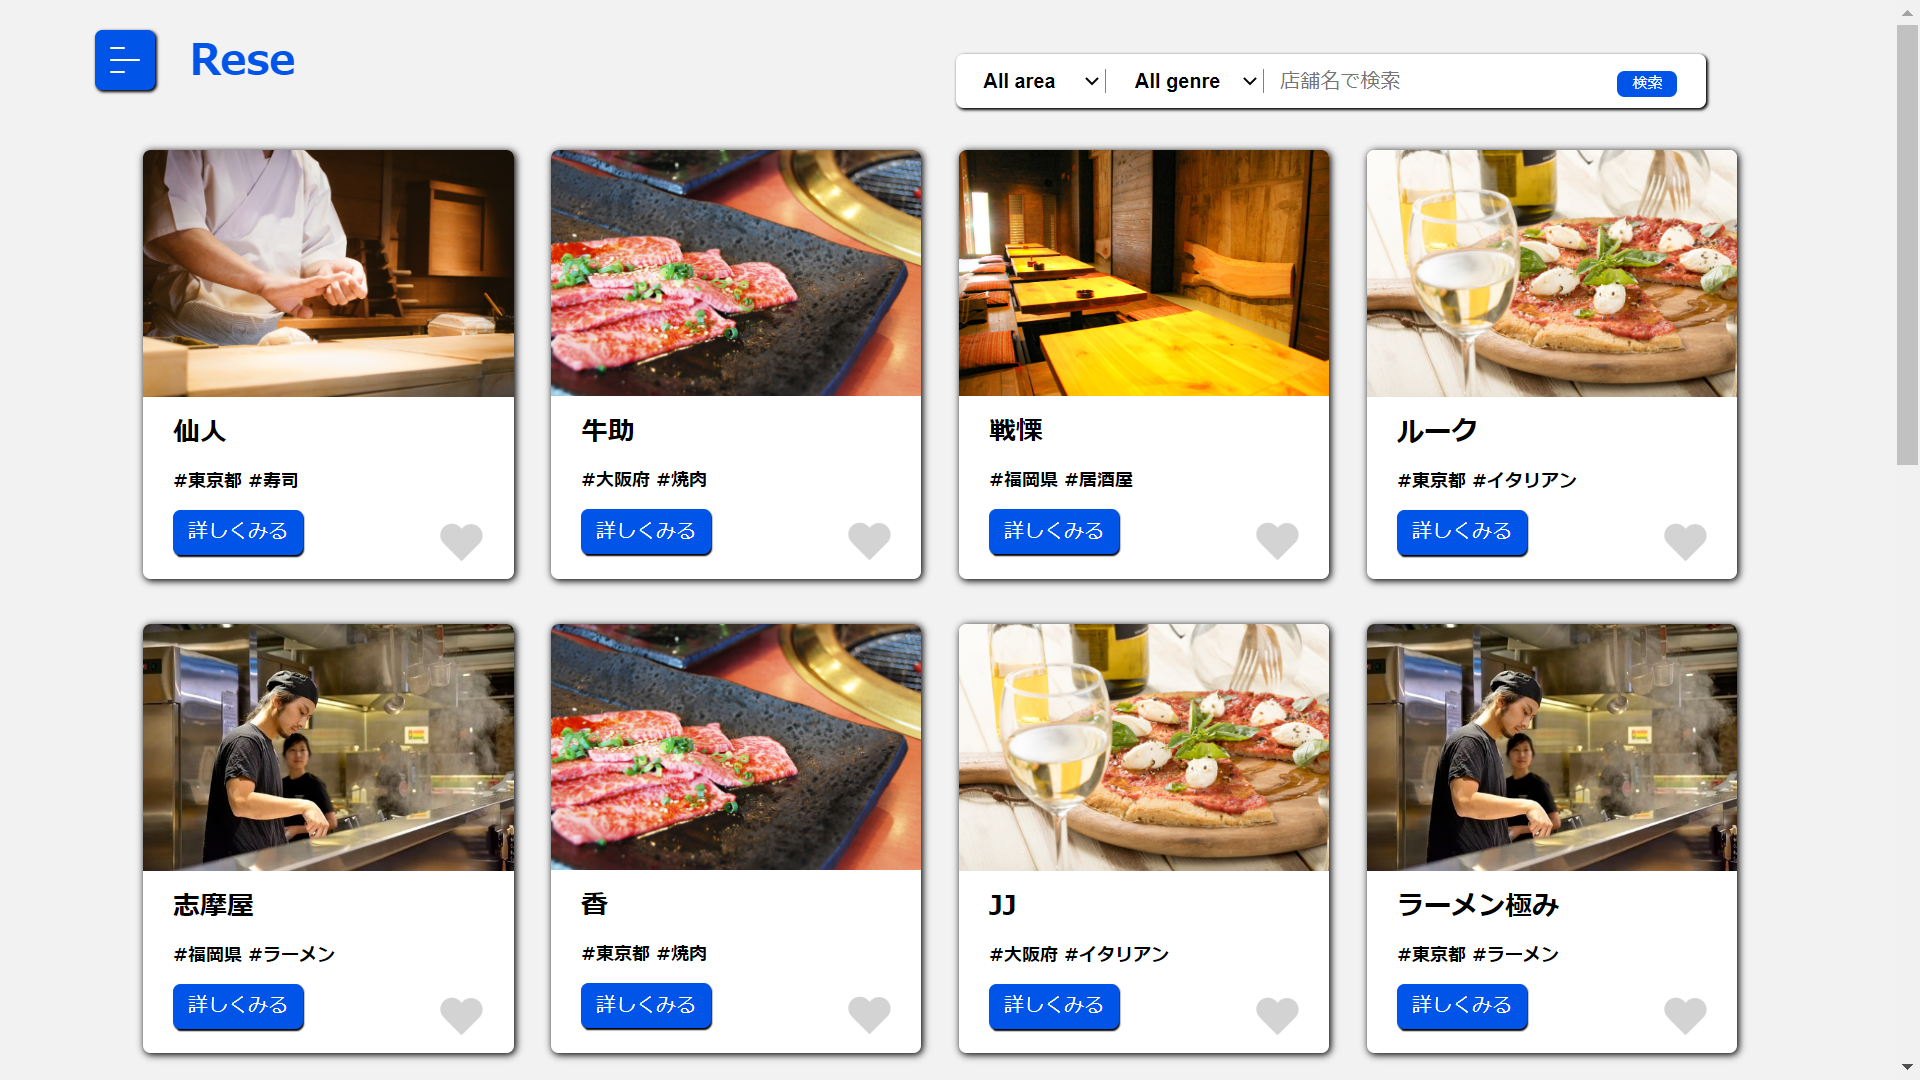 Rese
All area All genre 店舗名で検索 検索
仙人
#東京都 #寿司
詳しくみる
牛助
#大阪府 #焼肉
詳しくみる
戦慄
#福岡県 #居酒屋
詳しくみる
ルーク
#東京都 #イタリアン
詳しくみる
志摩屋
#福岡県 #ラーメン
詳しくみる
香
#東京都 #焼肉
詳しくみる
JJ
#大阪府 #イタリアン
詳しくみる
ラーメン極み
#東京都 #ラーメン
詳しくみる